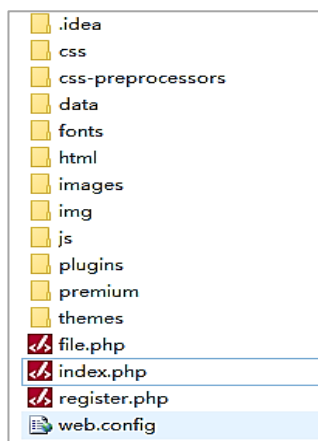 .idea
css
css-preprocessors
data
fonts
html
images
img
js
plugins
premium
themes
file.php
index.php
register.php
web.config